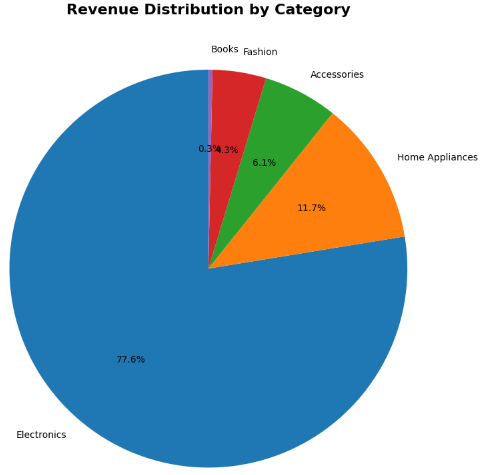 Revenue Distribution by Category
Books
Fashion
Accessories
Home Appliances
0.3%
4.3%
6.1%
11.7%
77.6%
Electronics